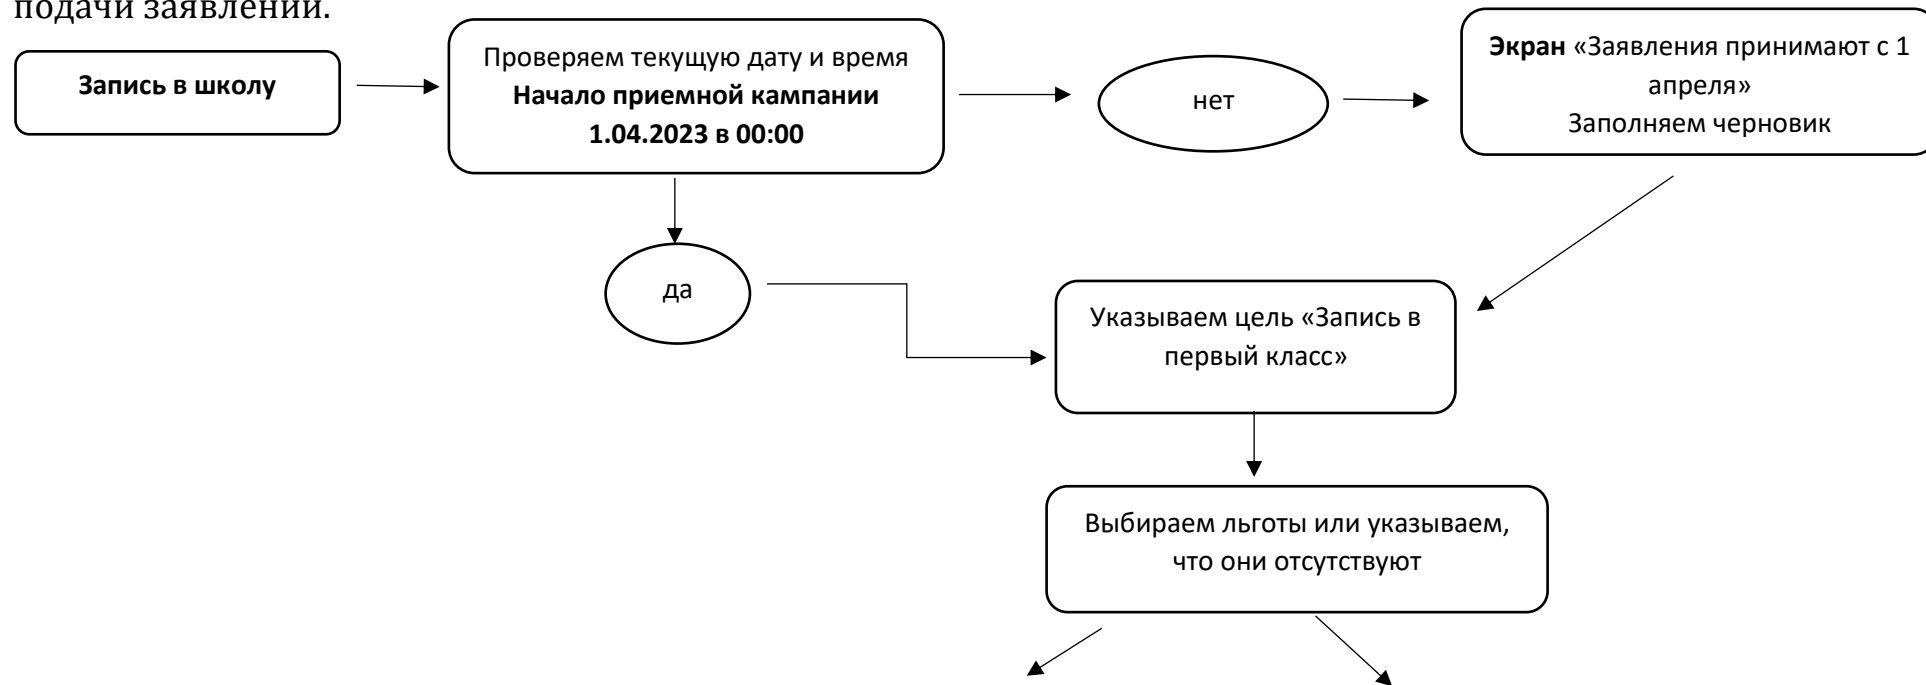 подачи заявлений.
Запись в школу
Проверяем текущую дату и время
Начало приемной кампании
1.04.2023 в 00:00
нет
Экран «Заявления принимают с 1
апреля»
Заполняем черновик
да
Указываем цель «Запись в
первый класс»
Выбираем льготы или указываем,
что они отсутствуют